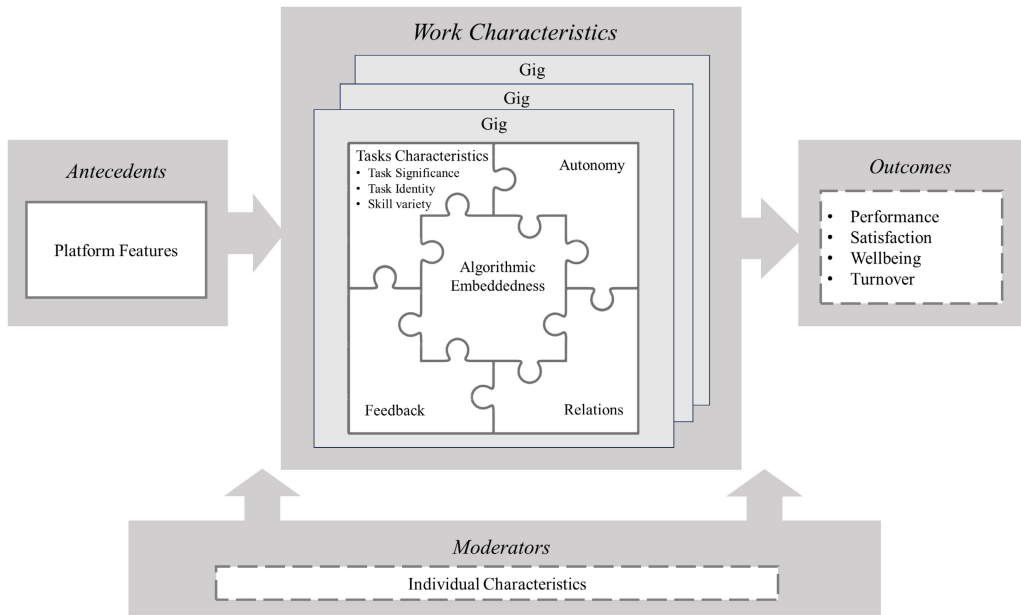 Work Characteristics
Gig
Gig
Gig
Antecedents
Platform Features
Tasks Characteristics
• Task Significance
• Task Identity
• Skill variety
Autonomy
Algorithmic
Embeddedness
Feedback
Relations
Outcomes
• Performance
• Satisfaction
• Wellbeing
• Turnover
Moderators
Individual Characteristics